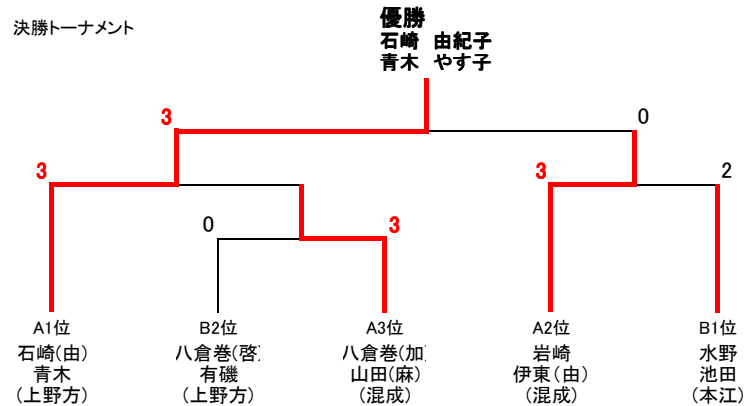 決勝トーナメント
優勝
石崎 由紀子
青木 やす子
3
0
3
3
2
0
3
A1位
石崎(由)
青木
(上野方)
B2位
八倉巻(啓)
有磯
(上野方)
A3位
八倉巻(加)
山田(麻)
(混成)
A2位
岩崎
伊東(由)
(混成)
B1位
水野
池田
(本江)